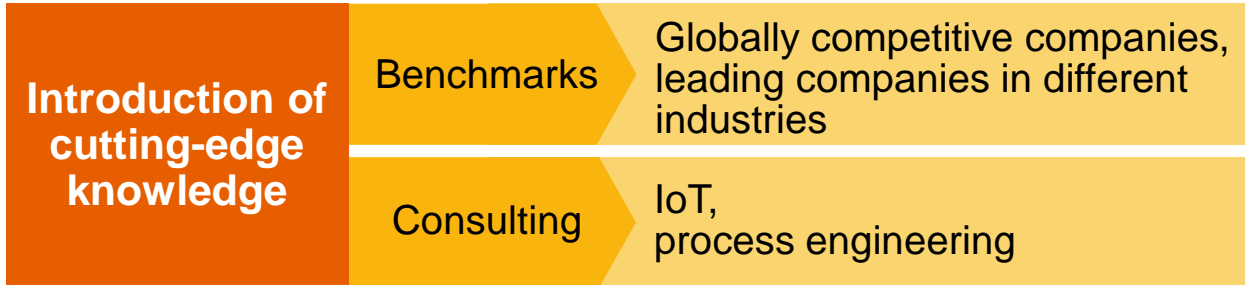 Introduction of
cutting-edge
knowledge
Benchmarks
Globally competitive companies,
leading companies in different
industries
Consulting
IoT,
process engineering